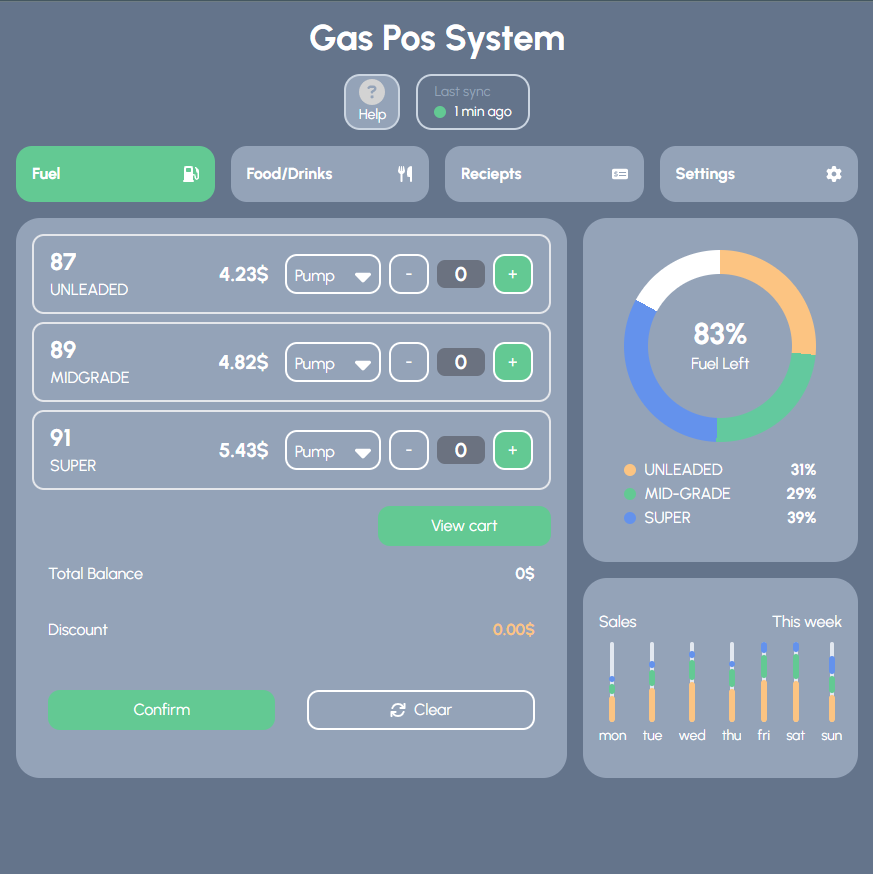 Gas Pos System
?
Help
Last sync
1 min ago
Fuel
Food/Drinks
Reciepts
Settings
87
UNLEADED
4.23$
Pump
-
0
+
89
MIDGRADE
4.82$
Pump
-
0
+
91
SUPER
5.43$
Pump
-
0
+
View cart
Total Balance
0$
Discount
0.00$
Confirm
Clear
83%
Fuel Left
UNLEADED 31%
MID-GRADE 29%
SUPER 39%
Sales
This week
mon tue wed thu fri sat sun